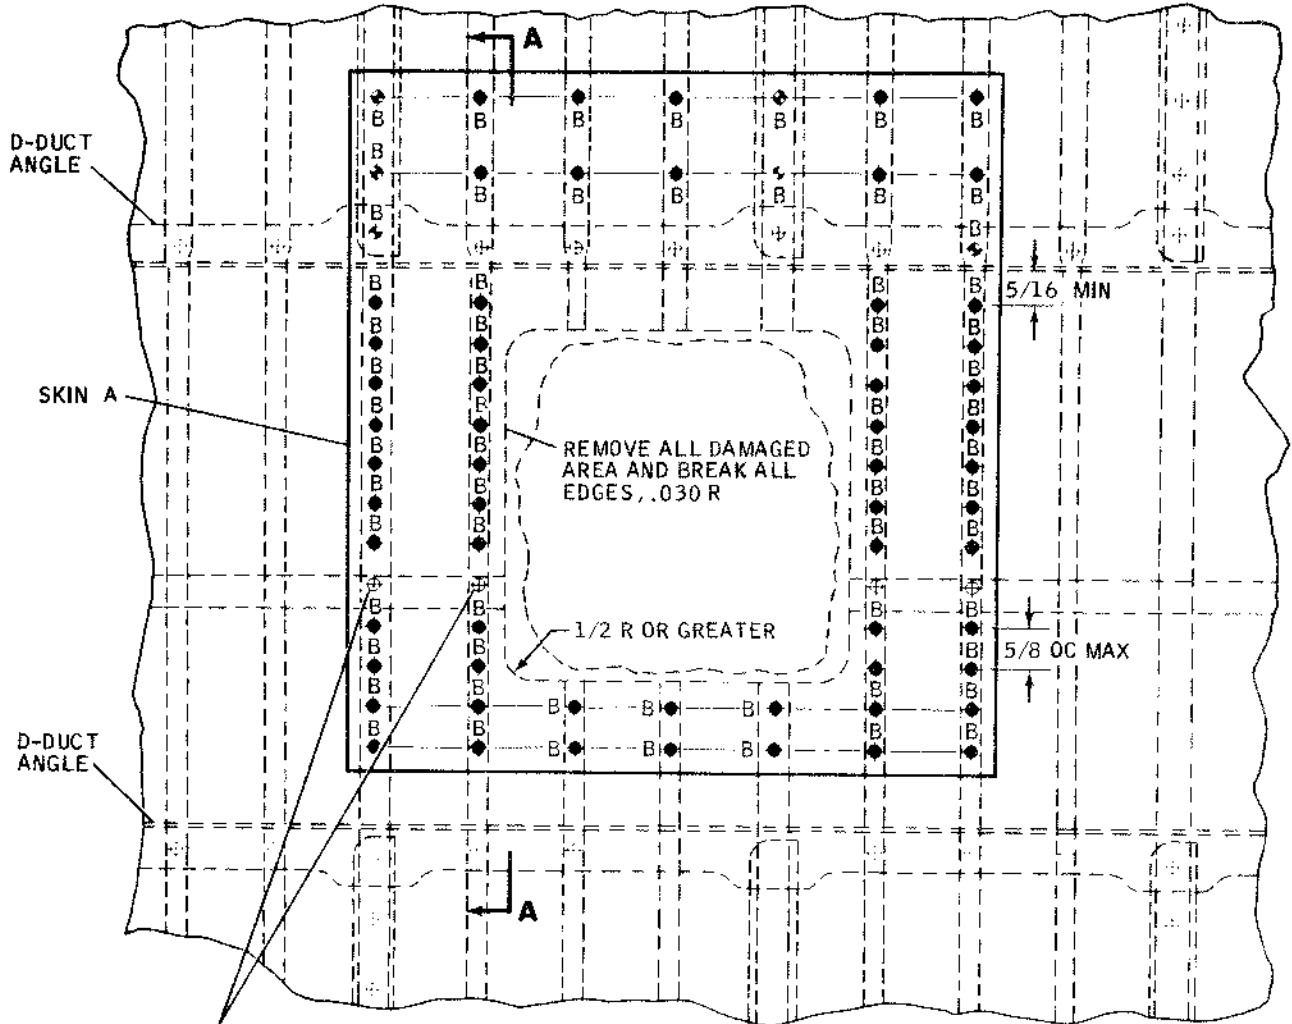 A
B B B B B B B
D-DUCT
ANGLE
B
B B B B B B
B
B
B B B B
5/16 MIN
B B B B
B B B B
SKIN A
B B B B
B B B B
REMOVE ALL DAMAGED
AREA AND BREAK ALL
EDGES, .030 R
B B B B
B B B B
B B B B
B B B B
1/2 R OR GREATER
B B B B
5/8 OC MAX
B B B B
B B B
D-DUCT
ANGLE
B B B B
B B B
A